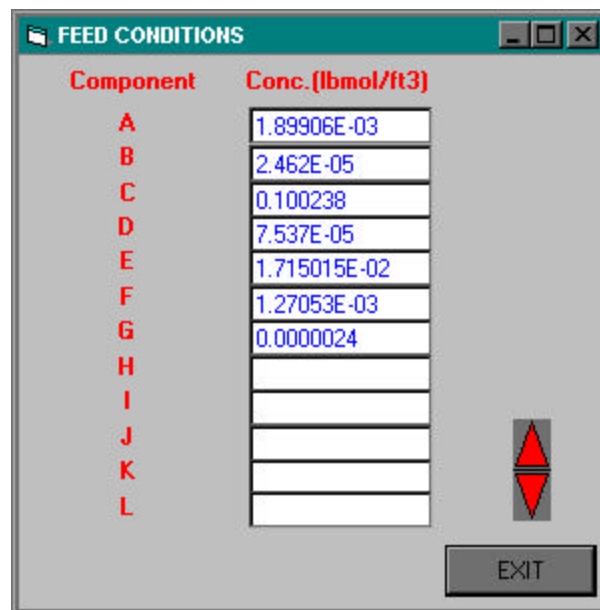 FEED CONDITIONS
Component Conc.(lbmol/ft3)
A 1.89906E-03
B 2.462E-05
C 0.100238
D 7.537E-05
E 1.715015E-02
F 1.27053E-03
G 0.0000024
H
I
J
K
L
EXIT